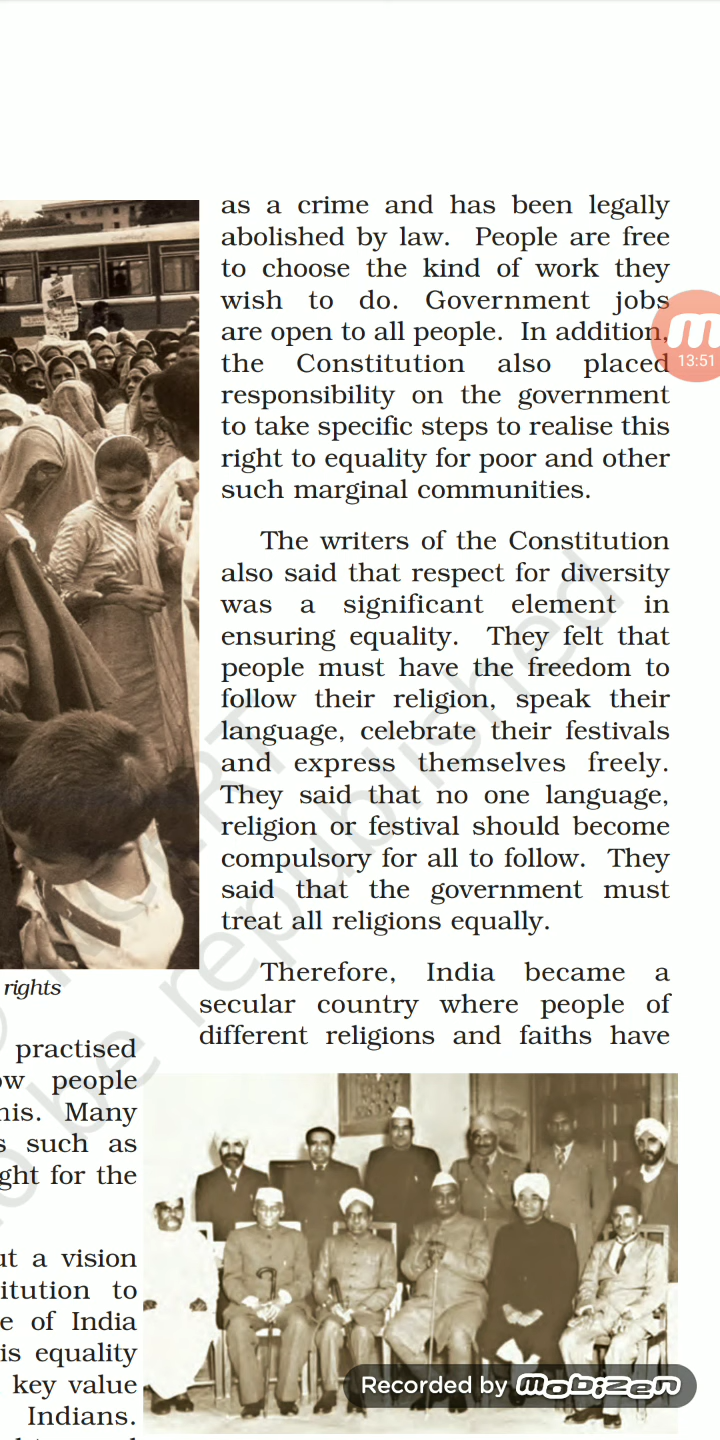 as a crime and has been legally
abolished by law. People are free
to choose the kind of work they
wish to do. Government jobs
are open to all people. In addition,
the Constitution also placed
responsibility on the government
to take specific steps to realise this
right to equality for poor and other
such marginal communities.
The writers of the Constitution
also said that respect for diversity
was a significant element in
ensuring equality. They felt that
people must have the freedom to
follow their religion, speak their
language, celebrate their festivals
and express themselves freely.
They said that no one language,
religion or festival should become
compulsory for all to follow. They
said that the government must
treat all religions equally.
Therefore, India became a
secular country where people of
different religions and faiths have
rights
practised
people
Many
such as
for the
a vision
to
of India
is equality
key value
Indians.
13:51
be republished
Recorded by mobizen